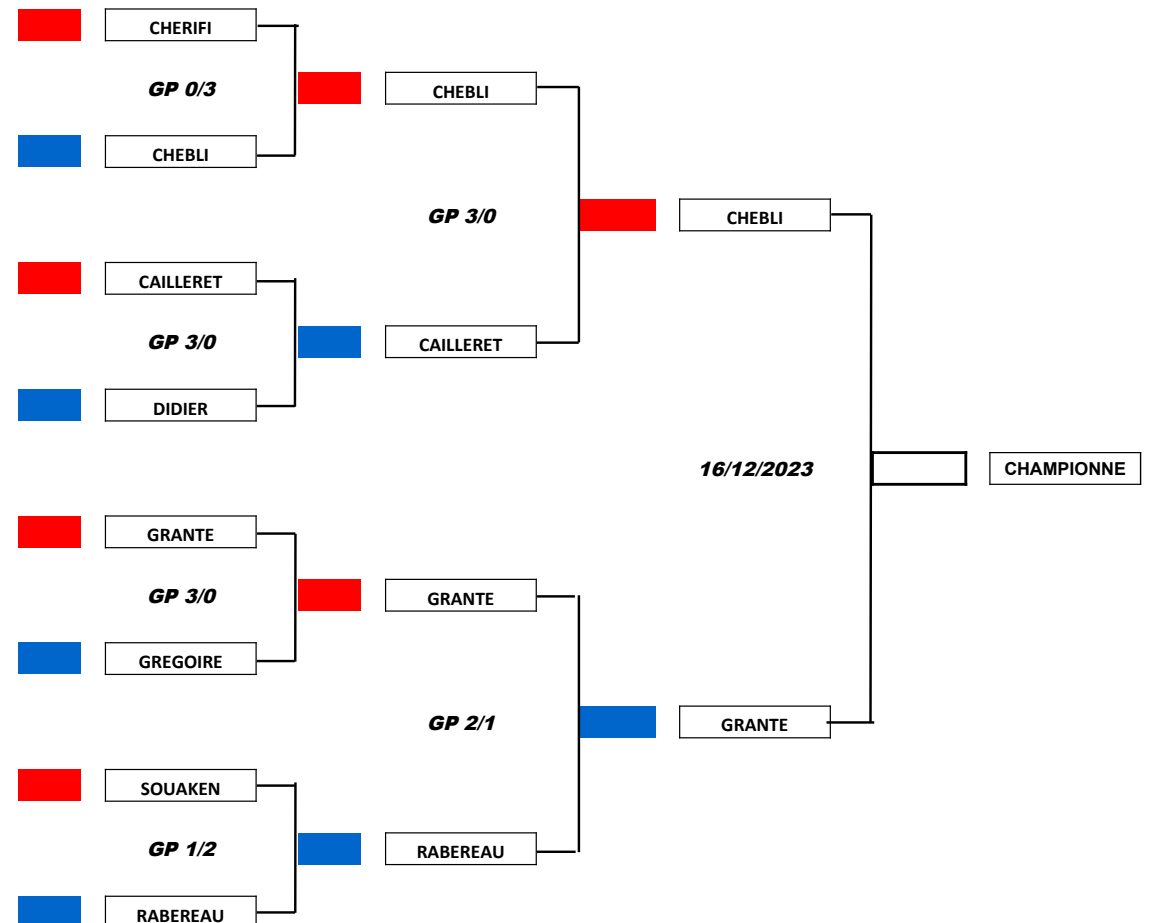 CHERIFI
GP 0/3
CHEBLI
CHEBLI
GP 3/0
CHEBLI
CAILLERET
GP 3/0
CAILLERET
DIDIER
16/12/2023
CHAMPIONNE
GRANTE
GP 3/0
GRANTE
GREGOIRE
GP 2/1
GRANTE
SOUAKEN
GP 1/2
RABEREAU
RABEREAU